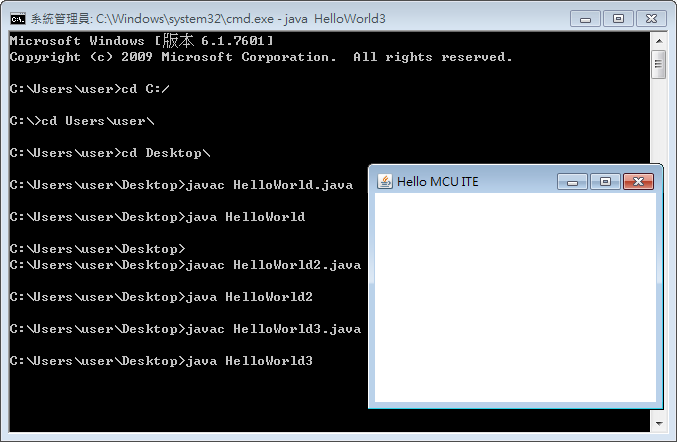 系統管理員: C:\Windows\system32\cmd.exe - java  HelloWorld3
Microsoft Windows [版本 6.1.7601]
Copyright (c) 2009 Microsoft Corporation.  All rights reserved.
C:\Users\user>cd C:/
C:\>cd Users\user\
C:\Users\user>cd Desktop\
C:\Users\user\Desktop>javac HelloWorld.java
C:\Users\user\Desktop>java HelloWorld
C:\Users\user\Desktop>
C:\Users\user\Desktop>javac HelloWorld2.java
C:\Users\user\Desktop>java HelloWorld2
C:\Users\user\Desktop>javac HelloWorld3.java
C:\Users\user\Desktop>java HelloWorld3
Hello MCU ITE